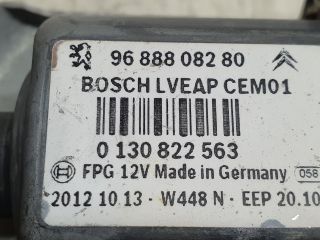 96 888 082 80
BOSCH LVEAP CEM01
0 130 822 563
FPG 12V Made in Germany 058
2012 10 13 - W448 N - EEP 20.10